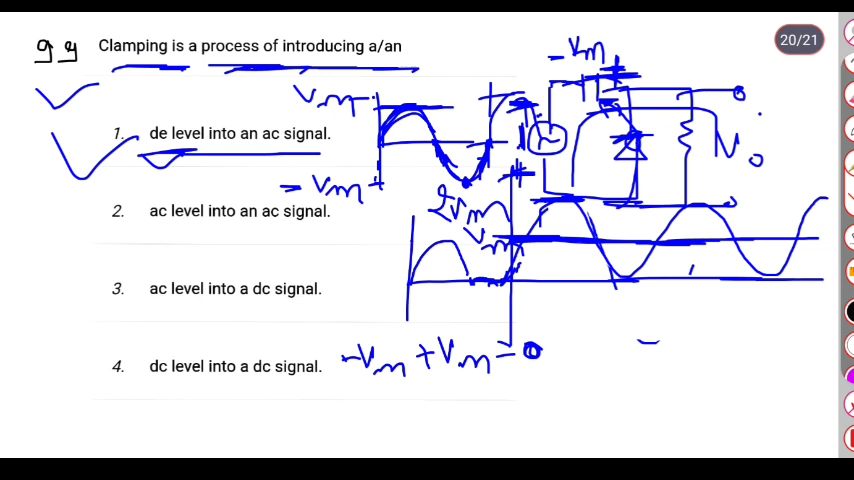 99 Clamping is a process of introducing a/an
20/21
-Vm
Vm
1. de level into an ac signal.
Vo
-Vm
2. ac level into an ac signal.
2Vm
Vm
3. ac level into a dc signal.
4. dc level into a dc signal.
-Vm + Vm = 0